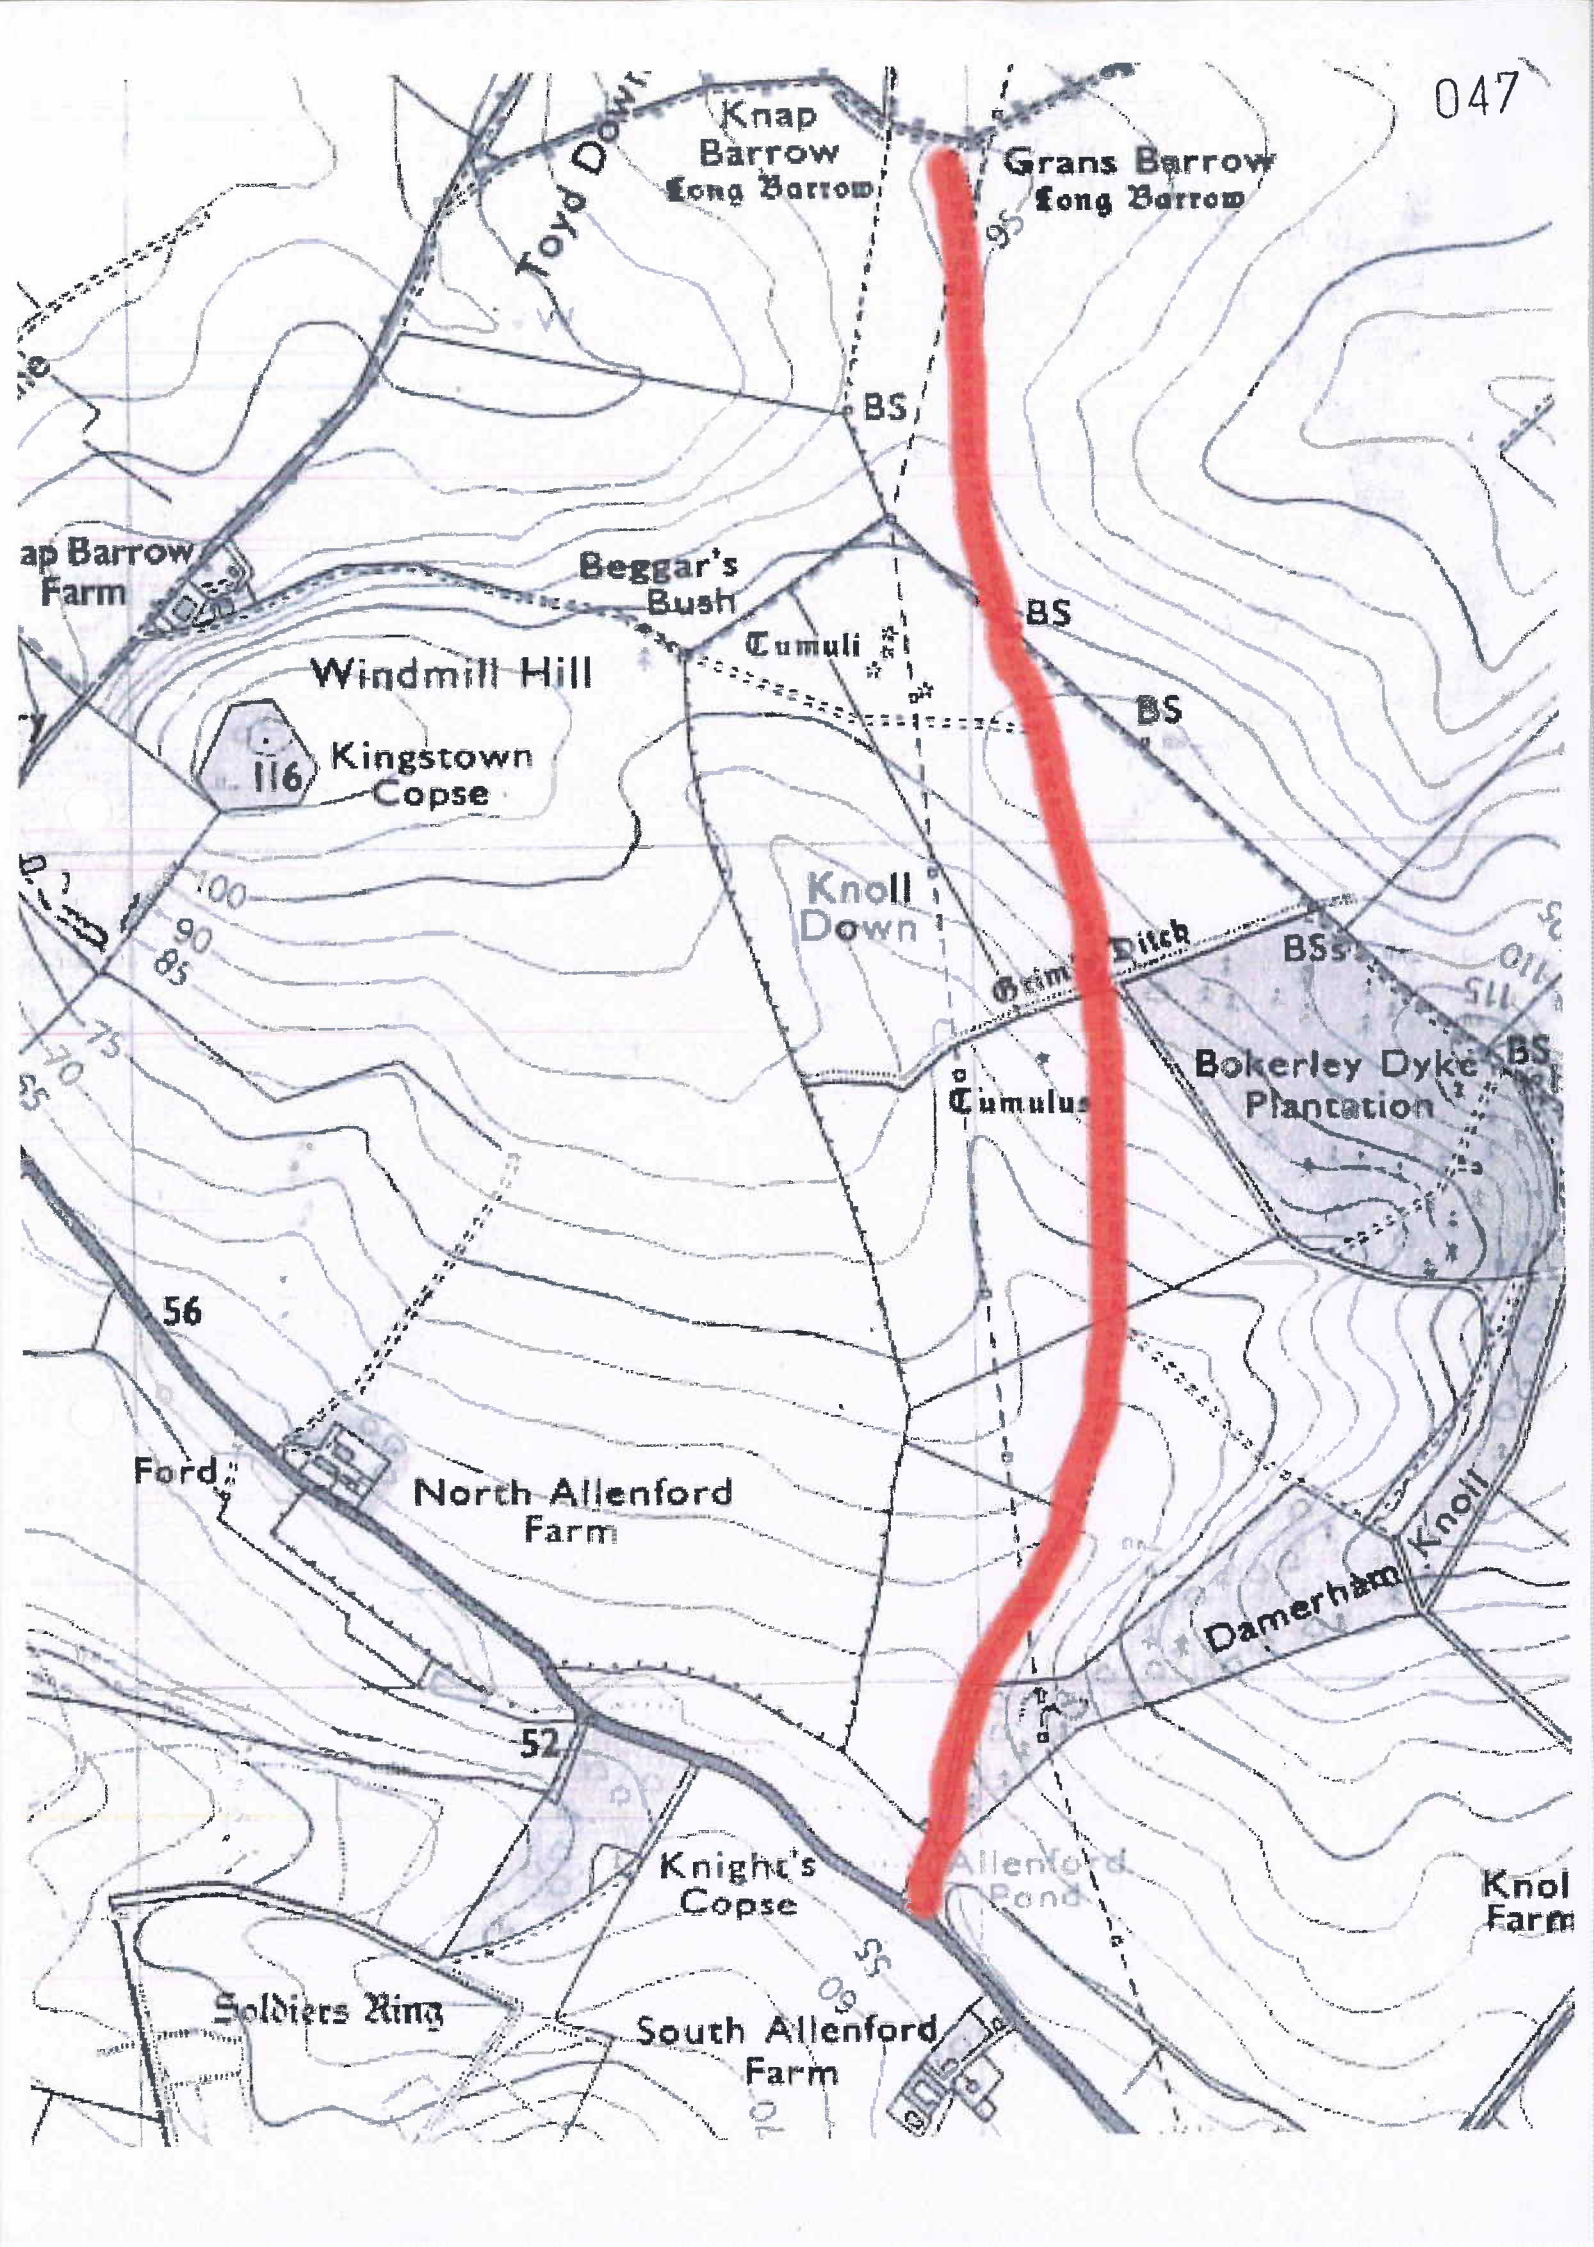 047
Knap
Barrow
Long Barrow
Grans Barrow
Long Barrow
Toyd Down
95
BS
ap Barrow
Farm
Beggar's
Bush
BS
Tumuli
Windmill Hill
BS
116
Kingstown
Copse
100
90
85
75
70
55
Knoll
Down
Grim's Ditch
BSs
110
115
BS
Bokerley Dyke
Plantation
Tumulus
56
Ford
North Allenford
Farm
Damerham Knoll
52
Knight's
Copse
Allenford
Pond
Knol
Farm
55
60
Soldiers Ring
South Allenford
Farm
70